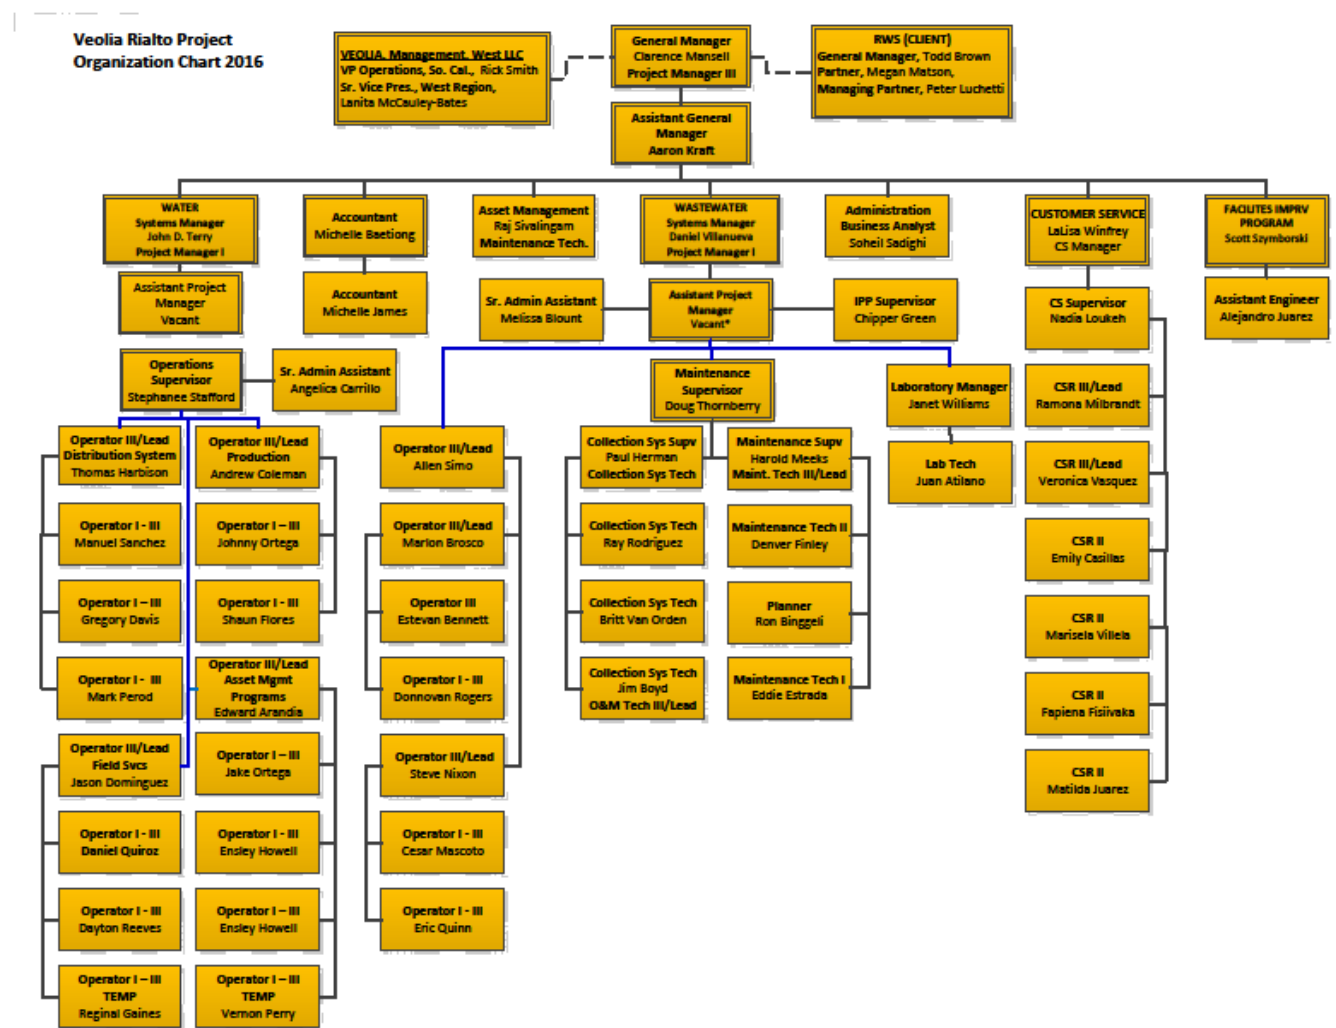 Veolia Rialto Project
Organization Chart 2016
VEOLIA, Management, West LLC
VP Operations, So. Cal., Rick Smith
Sr. Vice Pres., West Region,
Lanita McCauley-Bates
General Manager
Clarence Mansell
Project Manager III
RWS (CLIENT)
General Manager, Todd Brown
Partner, Megan Matson,
Managing Partner, Peter Luchetti
Assistant General
Manager
Aaron Kraft
WATER
Systems Manager
John D. Terry
Project Manager I
Accountant
Michelle Baetiong
Asset Management
Raj Sivalingam
Maintenance Tech.
WASTEWATER
Systems Manager
Daniel Villanueva
Project Manager I
Administration
Business Analyst
Soheil Sadighi
CUSTOMER SERVICE
LaLisa Winfrey
CS Manager
FACILITES IMPRV
PROGRAM
Scott Szymborski
Assistant Project
Manager
Vacant
Accountant
Michelle James
Sr. Admin Assistant
Melissa Blount
Assistant Project
Manager
Vacant*
IPP Supervisor
Chipper Green
CS Supervisor
Nadia Loukeh
Assistant Engineer
Alejandro Juarez
Operations
Supervisor
Stephanee Stafford
Sr. Admin Assistant
Angelica Carrillo
Maintenance
Supervisor
Doug Thornberry
Laboratory Manager
Janet Williams
CSR III/Lead
Ramona Milbrandt
Operator III/Lead
Distribution System
Thomas Harbison
Operator III/Lead
Production
Andrew Coleman
Operator III/Lead
Allen Simo
Collection Sys Supv
Paul Herman
Collection Sys Tech
Maintenance Supv
Harold Meeks
Maint. Tech III/Lead
Lab Tech
Juan Atilano
CSR III/Lead
Veronica Vasquez
Operator I - III
Manuel Sanchez
Operator I – III
Johnny Ortega
Operator III/Lead
Marlon Brosco
Collection Sys Tech
Ray Rodriguez
Maintenance Tech II
Denver Finley
CSR II
Emily Casillas
Operator I – III
Gregory Davis
Operator I - III
Shaun Flores
Operator III
Estevan Bennett
Collection Sys Tech
Britt Van Orden
Planner
Ron Binggeli
CSR II
Marisela Villela
Operator I - III
Mark Perod
Operator III/Lead
Asset Mgmt
Programs
Edward Arandia
Operator I - III
Donnovan Rogers
Collection Sys Tech
Jim Boyd
O&M Tech III/Lead
Maintenance Tech I
Eddie Estrada
CSR II
Fapiena Fisiivaka
Operator III/Lead
Field Svcs
Jason Dominguez
Operator I – III
Jake Ortega
Operator III/Lead
Steve Nixon
CSR II
Matilda Juarez
Operator I - III
Daniel Quiroz
Operator I - III
Ensley Howell
Operator I - III
Cesar Mascoto
Operator I - III
Dayton Reeves
Operator I – III
Ensley Howell
Operator I - III
Eric Quinn
Operator I – III
TEMP
Reginal Gaines
Operator I – III
TEMP
Vernon Perry